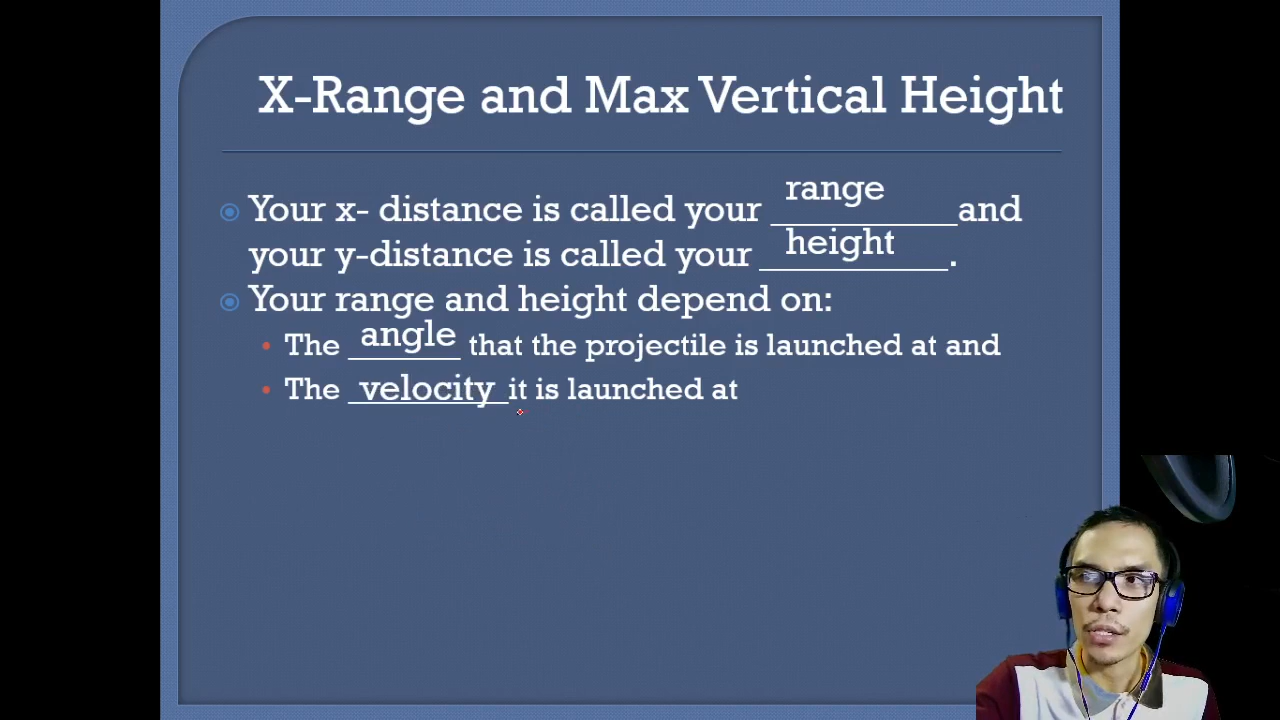 X-Range and Max Vertical Height
Your x- distance is called your range and
your y-distance is called your height.
Your range and height depend on:
The angle that the projectile is launched at and
The velocity it is launched at